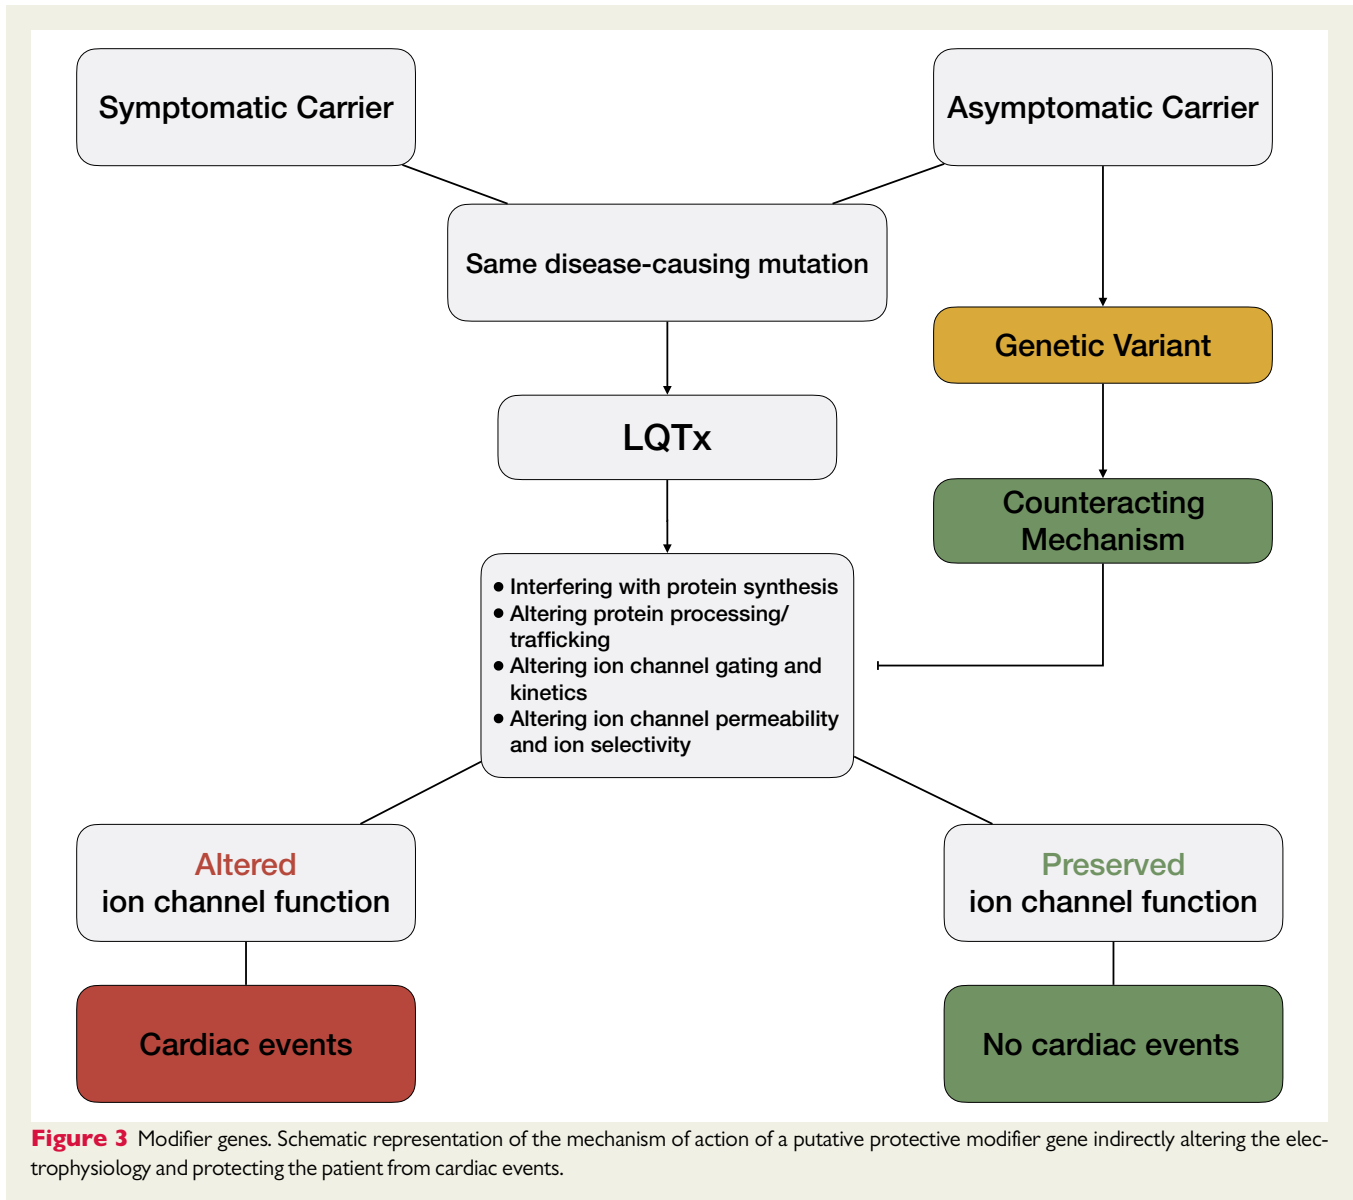 Symptomatic Carrier
Asymptomatic Carrier
Same disease-causing mutation
Genetic Variant
LQTx
Counteracting
Mechanism
● Interfering with protein synthesis
● Altering protein processing/
trafficking
● Altering ion channel gating and
kinetics
● Altering ion channel permeability
and ion selectivity
Altered
ion channel function
Preserved
ion channel function
Cardiac events
No cardiac events
Figure 3 Modifier genes. Schematic representation of the mechanism of action of a putative protective modifier gene indirectly altering the elec-
trophysiology and protecting the patient from cardiac events.